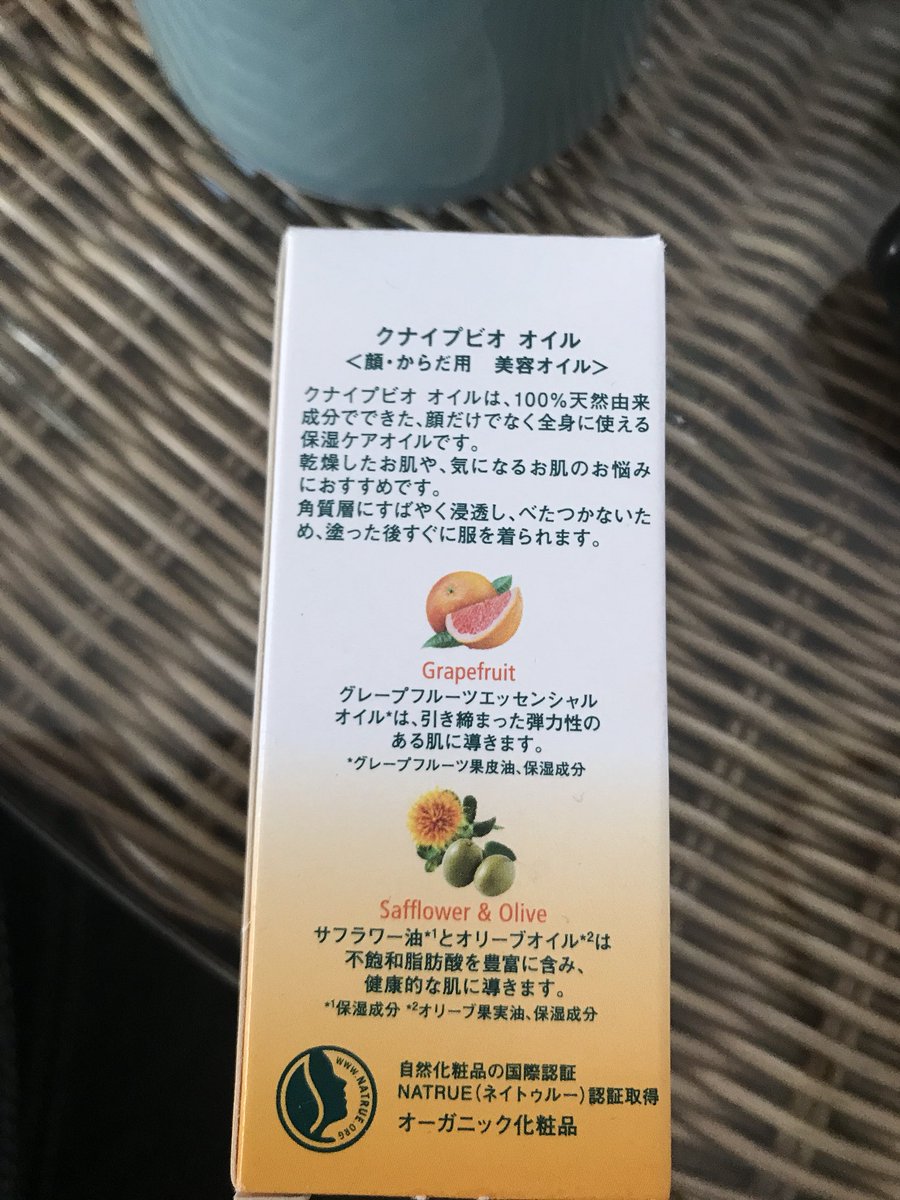 クナイプビオ オイル
<顔・からだ用　美容オイル>
クナイプビオ オイルは、100%天然由来
成分でできた、顔だけでなく全身に使える
保湿ケアオイルです。
乾燥したお肌や、気になるお肌のお悩み
におすすめです。
角質層にすばやく浸透し、べたつかないた
め、塗った後すぐに服を着られます。
Grapefruit
グレープフルーツエッセンシャル
オイル*は、引き締まった弾力性の
ある肌に導きます。
*グレープフルーツ果皮油、保湿成分
Safflower & Olive
サフラワー油*1とオリーブオイル*2は
不飽和脂肪酸を豊富に含み、
健康的な肌に導きます。
*1保湿成分 *2オリーブ果実油、保湿成分
WWW.NATRUE.ORG
自然化粧品の国際認証
NATRUE(ネイトゥルー)認証取得
オーガニック化粧品